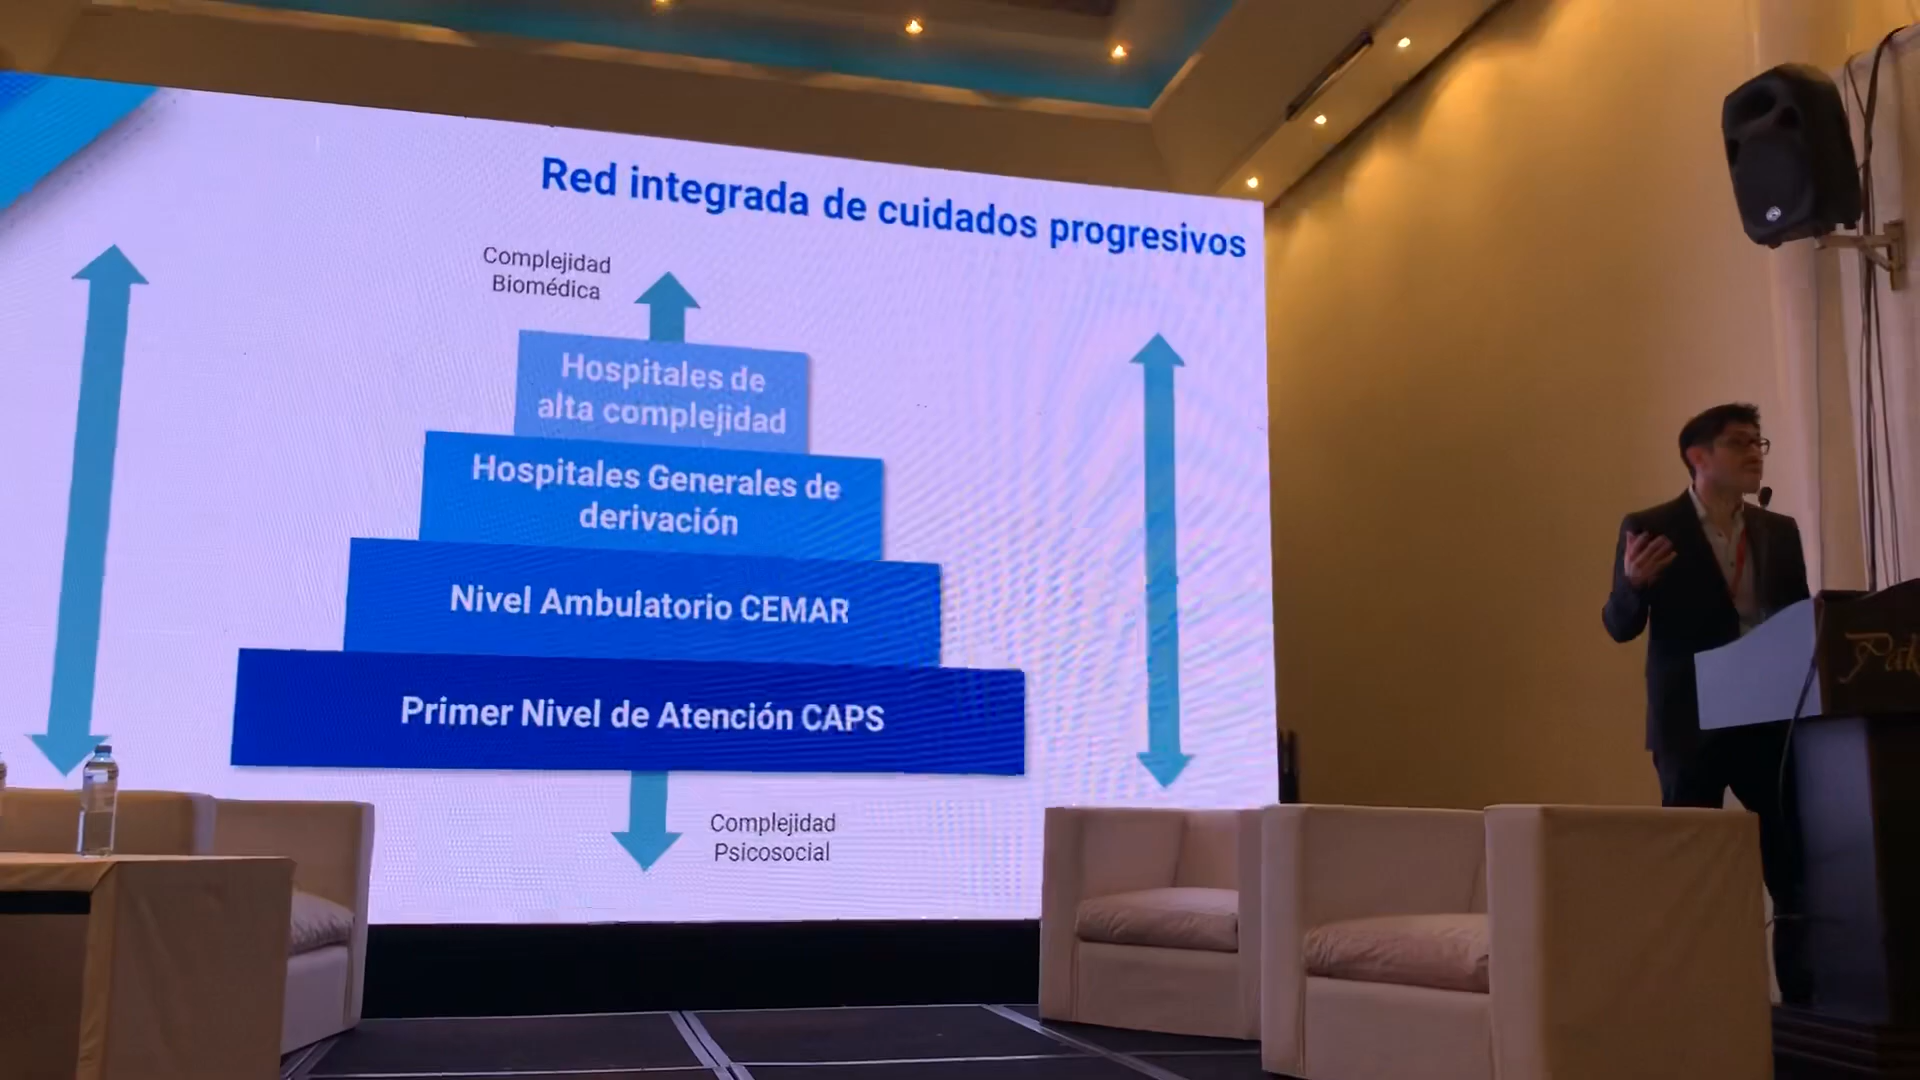 Red integrada de cuidados progresivos
Complejidad
Biomédica
Hospitales de
alta complejidad
Hospitales Generales de
derivación
Nivel Ambulatorio CEMAR
Primer Nivel de Atención CAPS
Complejidad
Psicosocial